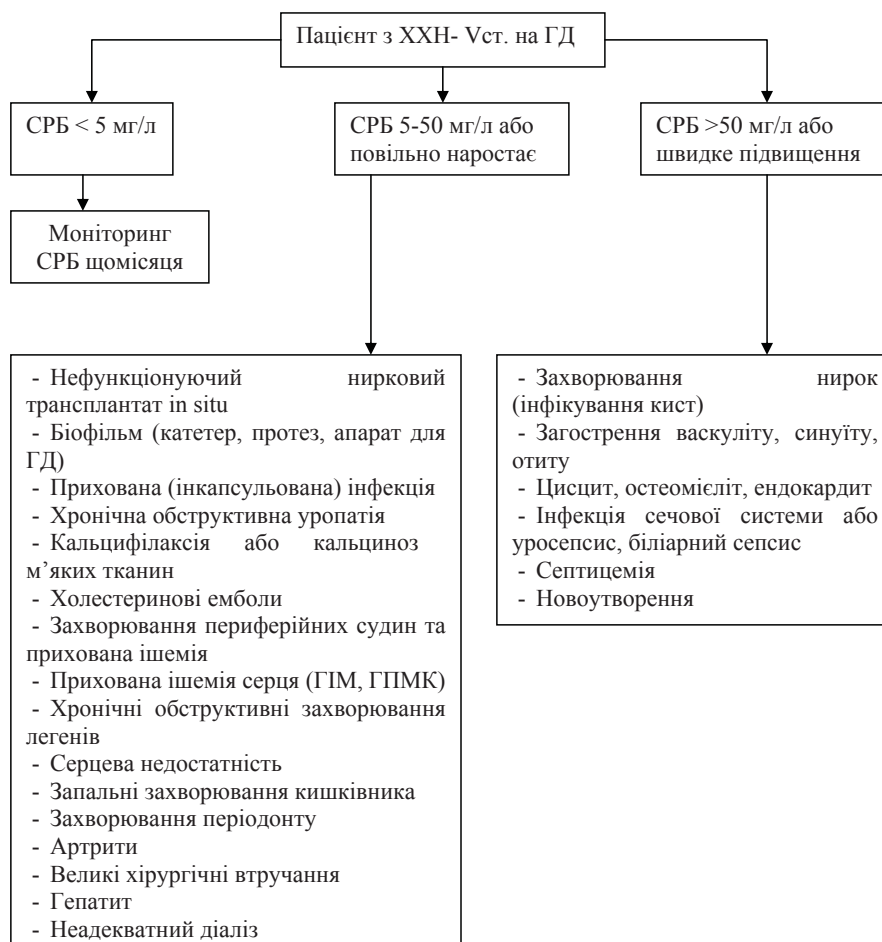 Пацієнт з ХХН- Vст. на ГД
СРБ < 5 мг/л
СРБ 5-50 мг/л або
повільно наростає
СРБ >50 мг/л або
швидке підвищення
Моніторинг
СРБ щомісяця
- Нефункціонуючий нирковий
трансплантат in situ
- Біофільм (катетер, протез, апарат для
ГД)
- Прихована (інкапсульована) інфекція
- Хронічна обструктивна уропатія
- Кальцифілаксія або кальциноз
м’яких тканин
- Холестеринові емболи
- Захворювання периферійних судин та
прихована ішемія
- Прихована ішемія серця (ГІМ, ГПМК)
- Хронічні обструктивні захворювання
легенів
- Серцева недостатність
- Запальні захворювання кишківника
- Захворювання періодонту
- Артрити
- Великі хірургічні втручання
- Гепатит
- Неадекватний діаліз
- Захворювання нирок
(інфікування кист)
- Загострення васкуліту, синуїту,
отиту
- Цисцит, остеомієліт, ендокардит
- Інфекція сечової системи або
уросепсис, біліарний сепсис
- Септицемія
- Новоутворення